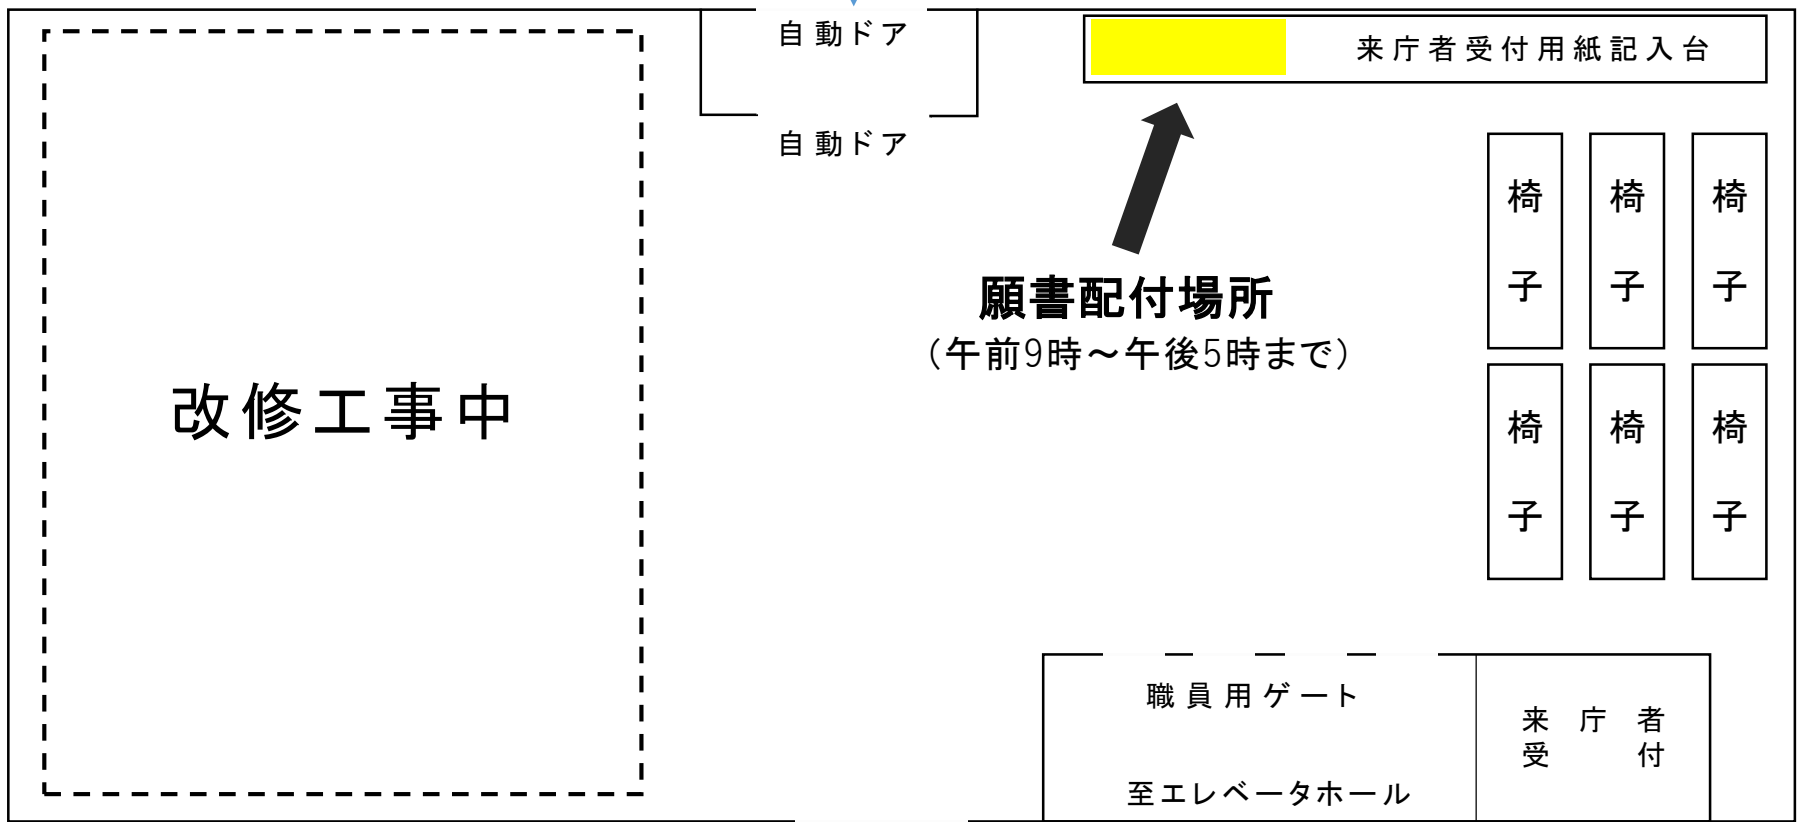 自動ドア
来庁者受付用紙記入台
自動ドア
椅子
椅子
椅子
願書配付場所
（午前9時～午後5時まで）
改修工事中
椅子
椅子
椅子
職員用ゲート
来庁者
受付
至エレベータホール